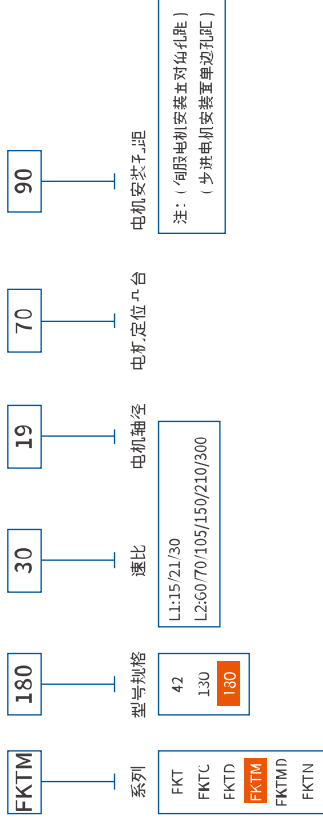 FKTM
180
30
19
70
90
系列
型号规格
速比
电机轴径
电机定位凸台
电机安装孔距
FKT
FKTC
FKTD
FKTM
FKTMD
FKTN
42
130
180
L1:15/21/30
L2:60/70/105/150/210/300
注:(伺服电机安装为对角孔距)
(步进电机安装为单边孔距)